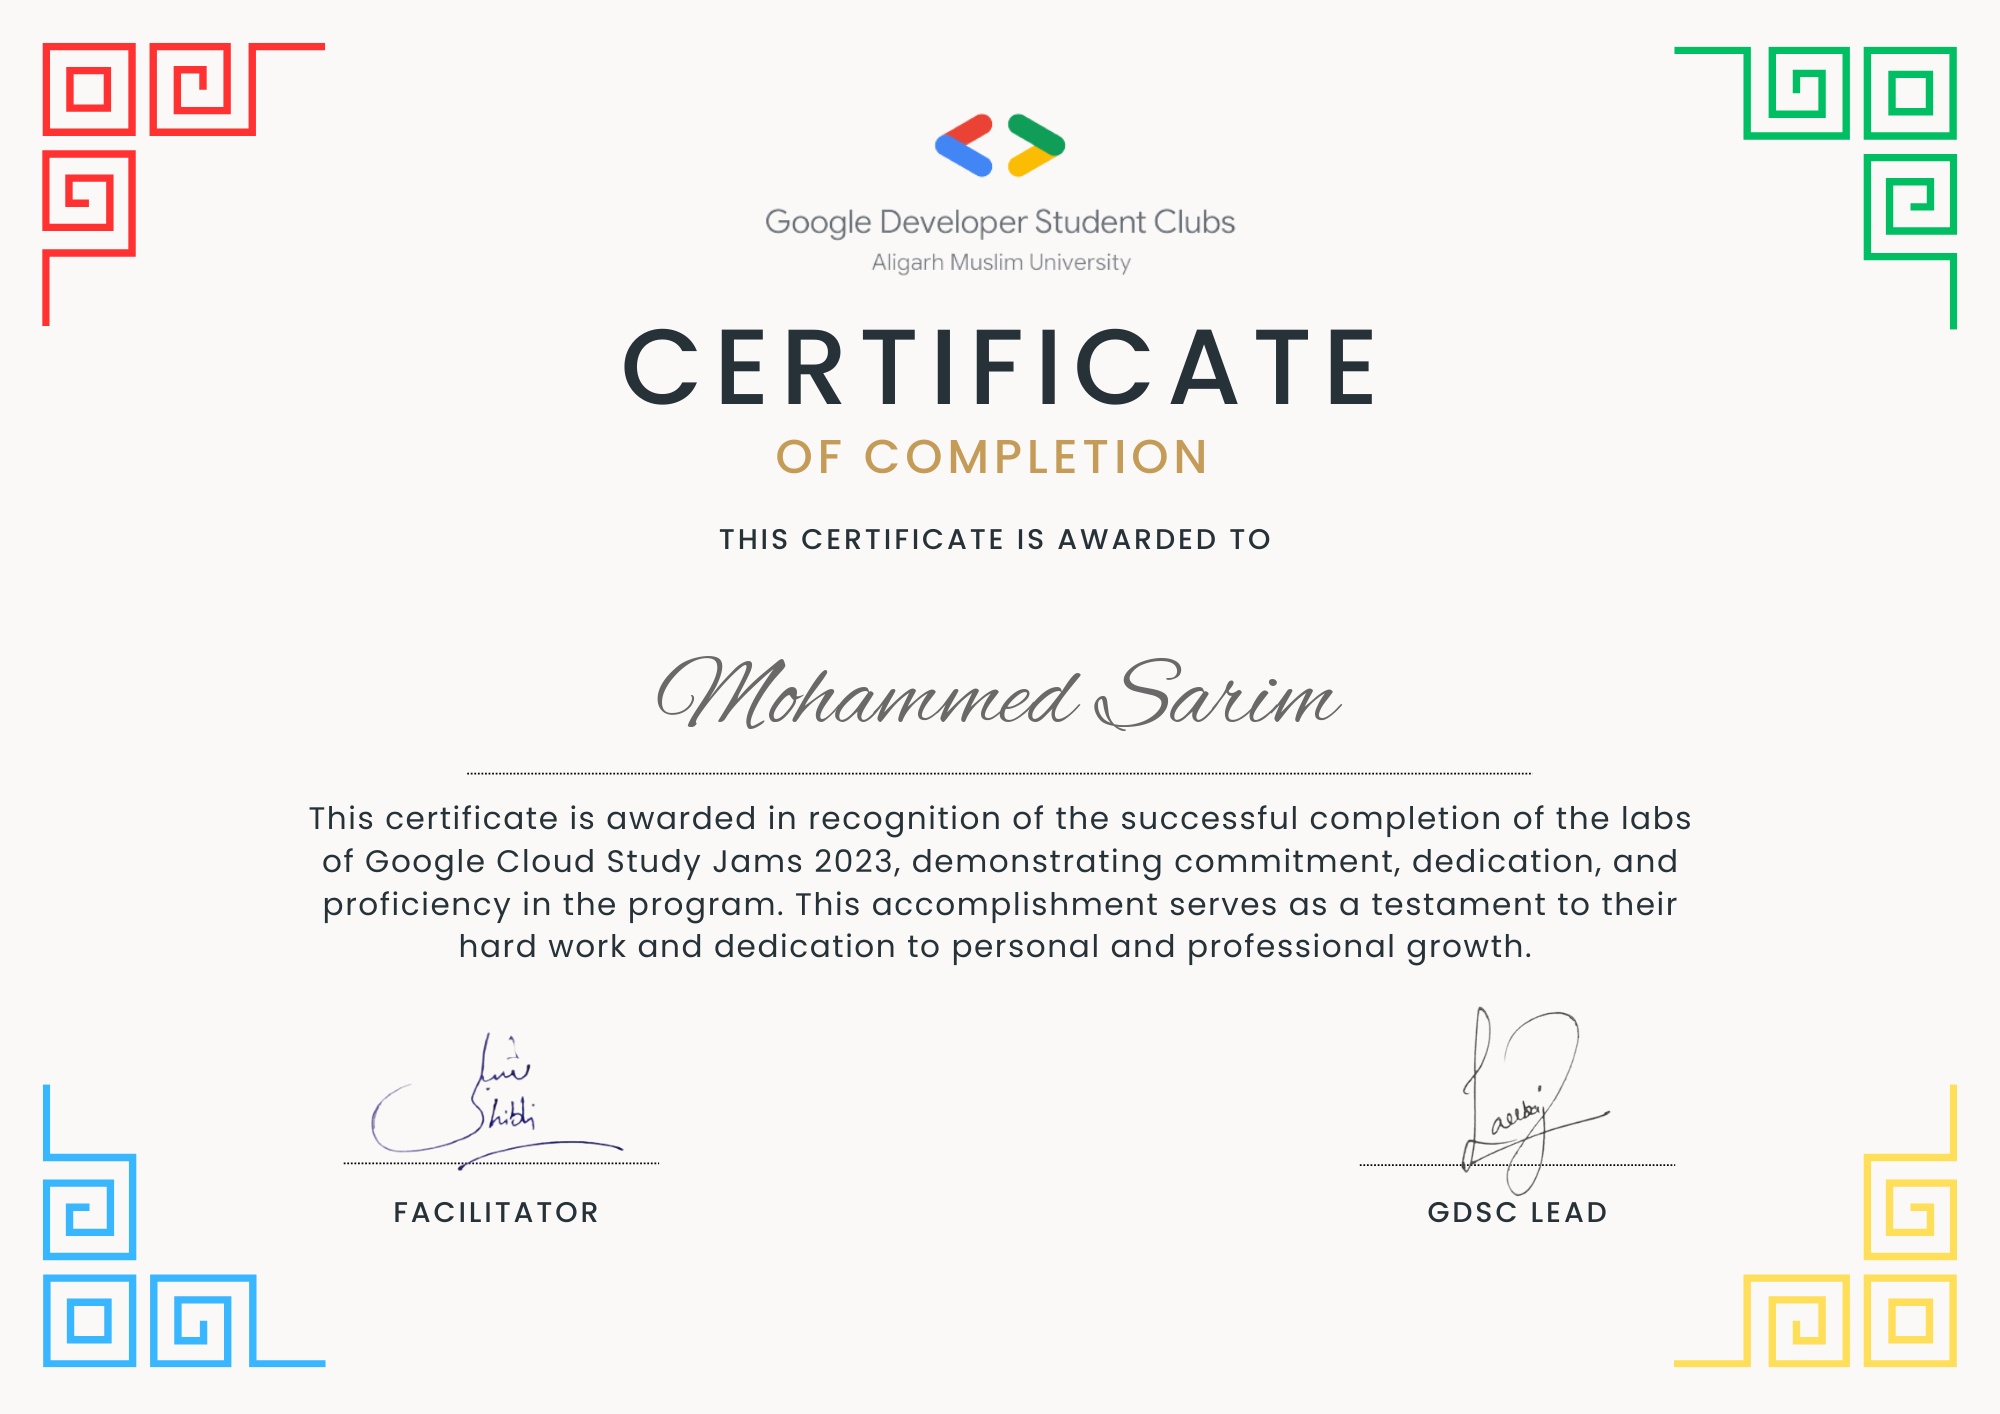 Google Developer Student Clubs
Aligarh Muslim University
CERTIFICATE
OF COMPLETION
THIS CERTIFICATE IS AWARDED TO
Mohammed Sarim
This certificate is awarded in recognition of the successful completion of the labs
of Google Cloud Study Jams 2023, demonstrating commitment, dedication, and
proficiency in the program. This accomplishment serves as a testament to their
hard work and dedication to personal and professional growth.
FACILITATOR
GDSC LEAD